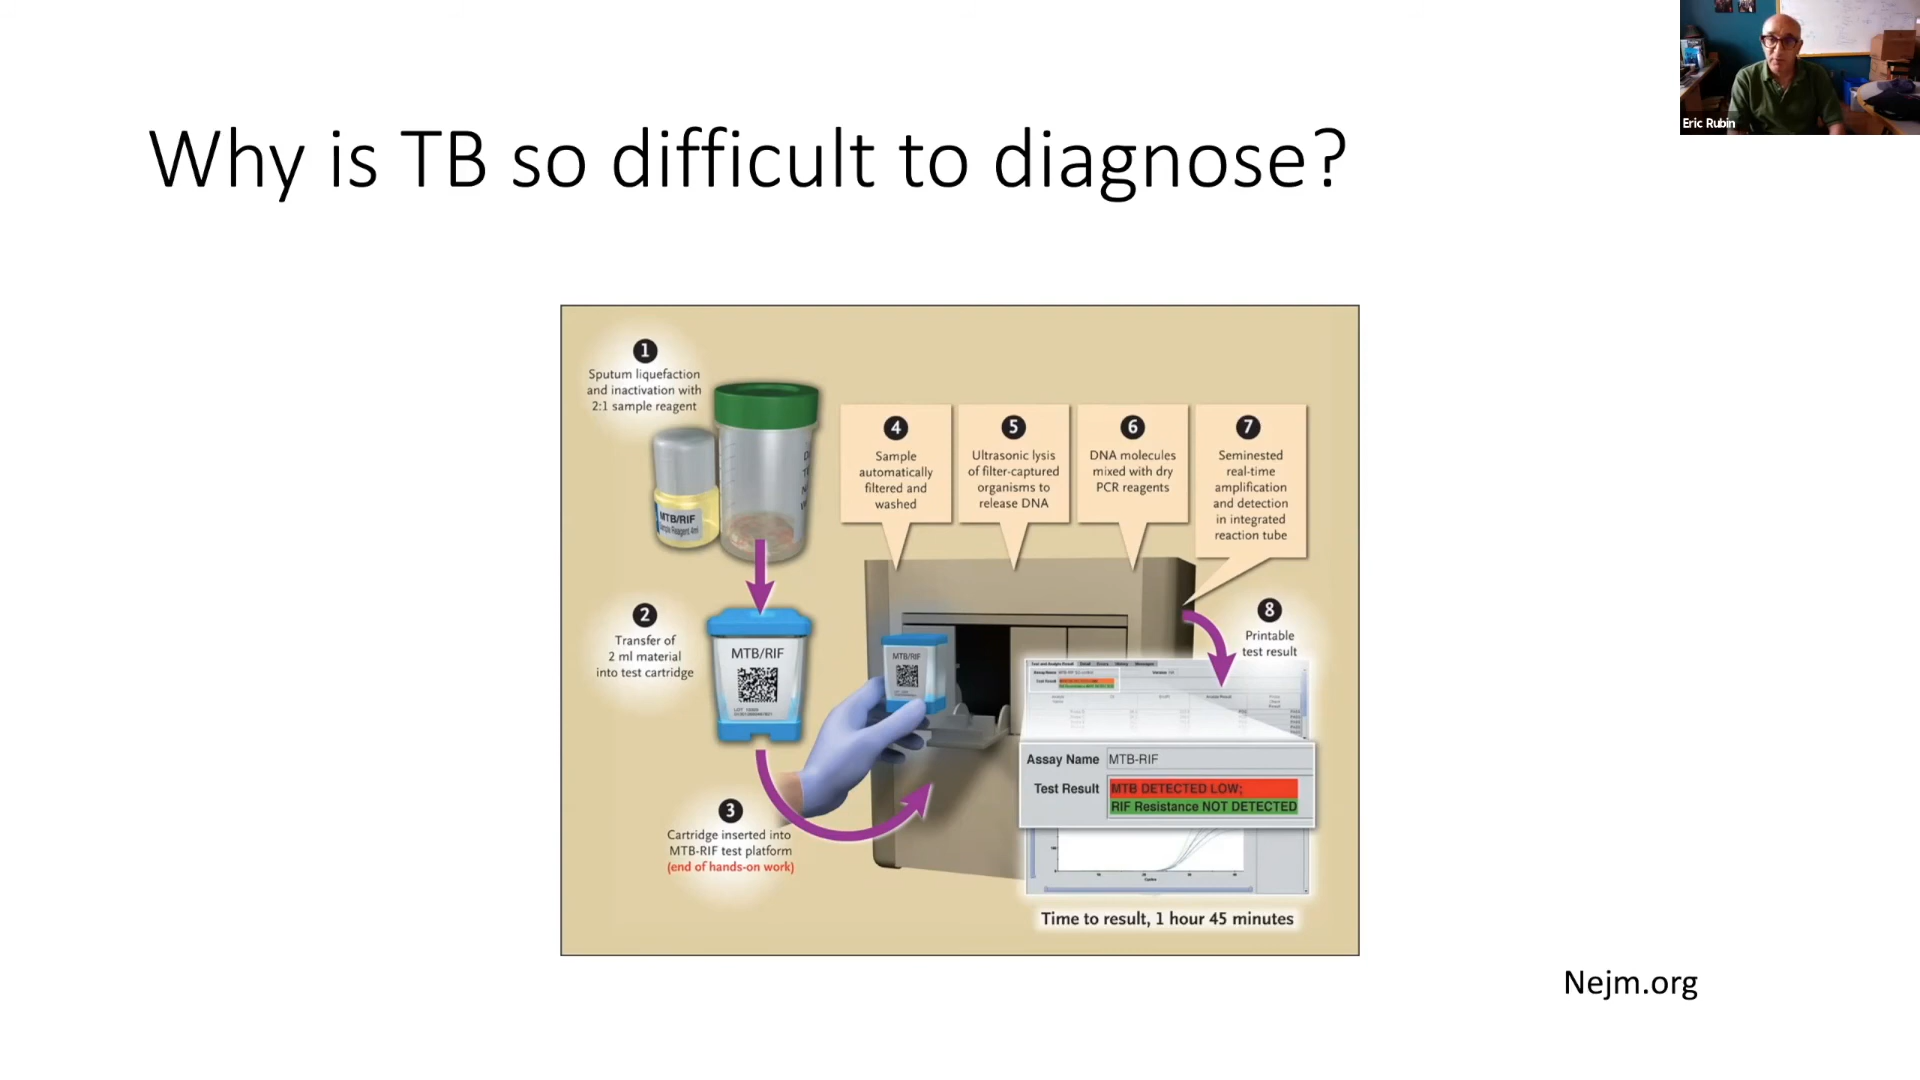 Eric Rubin
Why is TB so difficult to diagnose?
1
Sputum liquefaction
and inactivation with
2:1 sample reagent
MTB/RIF
Sample Reagent 4ml
2
Transfer of
2 ml material
into test cartridge
MTB/RIF
3
Cartridge inserted into
MTB-RIF test platform
(end of hands-on work)
4
Sample
automatically
filtered and
washed
5
Ultrasonic lysis
of filter-captured
organisms to
release DNA
6
DNA molecules
mixed with dry
PCR reagents
7
Seminested
real-time
amplification
and detection
in integrated
reaction tube
MTB/RIF
8
Printable
test result
Assay Name MTB-RIF
Test Result MTB DETECTED LOW;
RIF Resistance NOT DETECTED
Time to result, 1 hour 45 minutes
Nejm.org